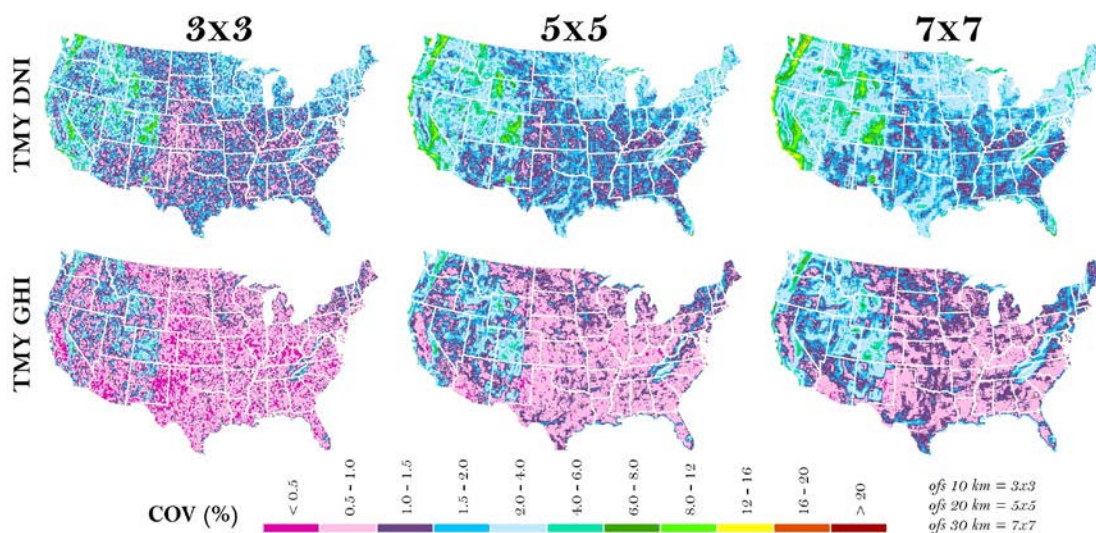 3x3
5x5
7x7
TMY DNI
TMY GHI
COV (%)
< 0.5
0.5 - 1.0
1.0 - 1.5
1.5 - 2.0
2.0 - 4.0
4.0 - 6.0
6.0 - 8.0
8.0 - 12
12 - 16
16 - 20
> 20
ofs 10 km = 3x3
ofs 20 km = 5x5
ofs 30 km = 7x7